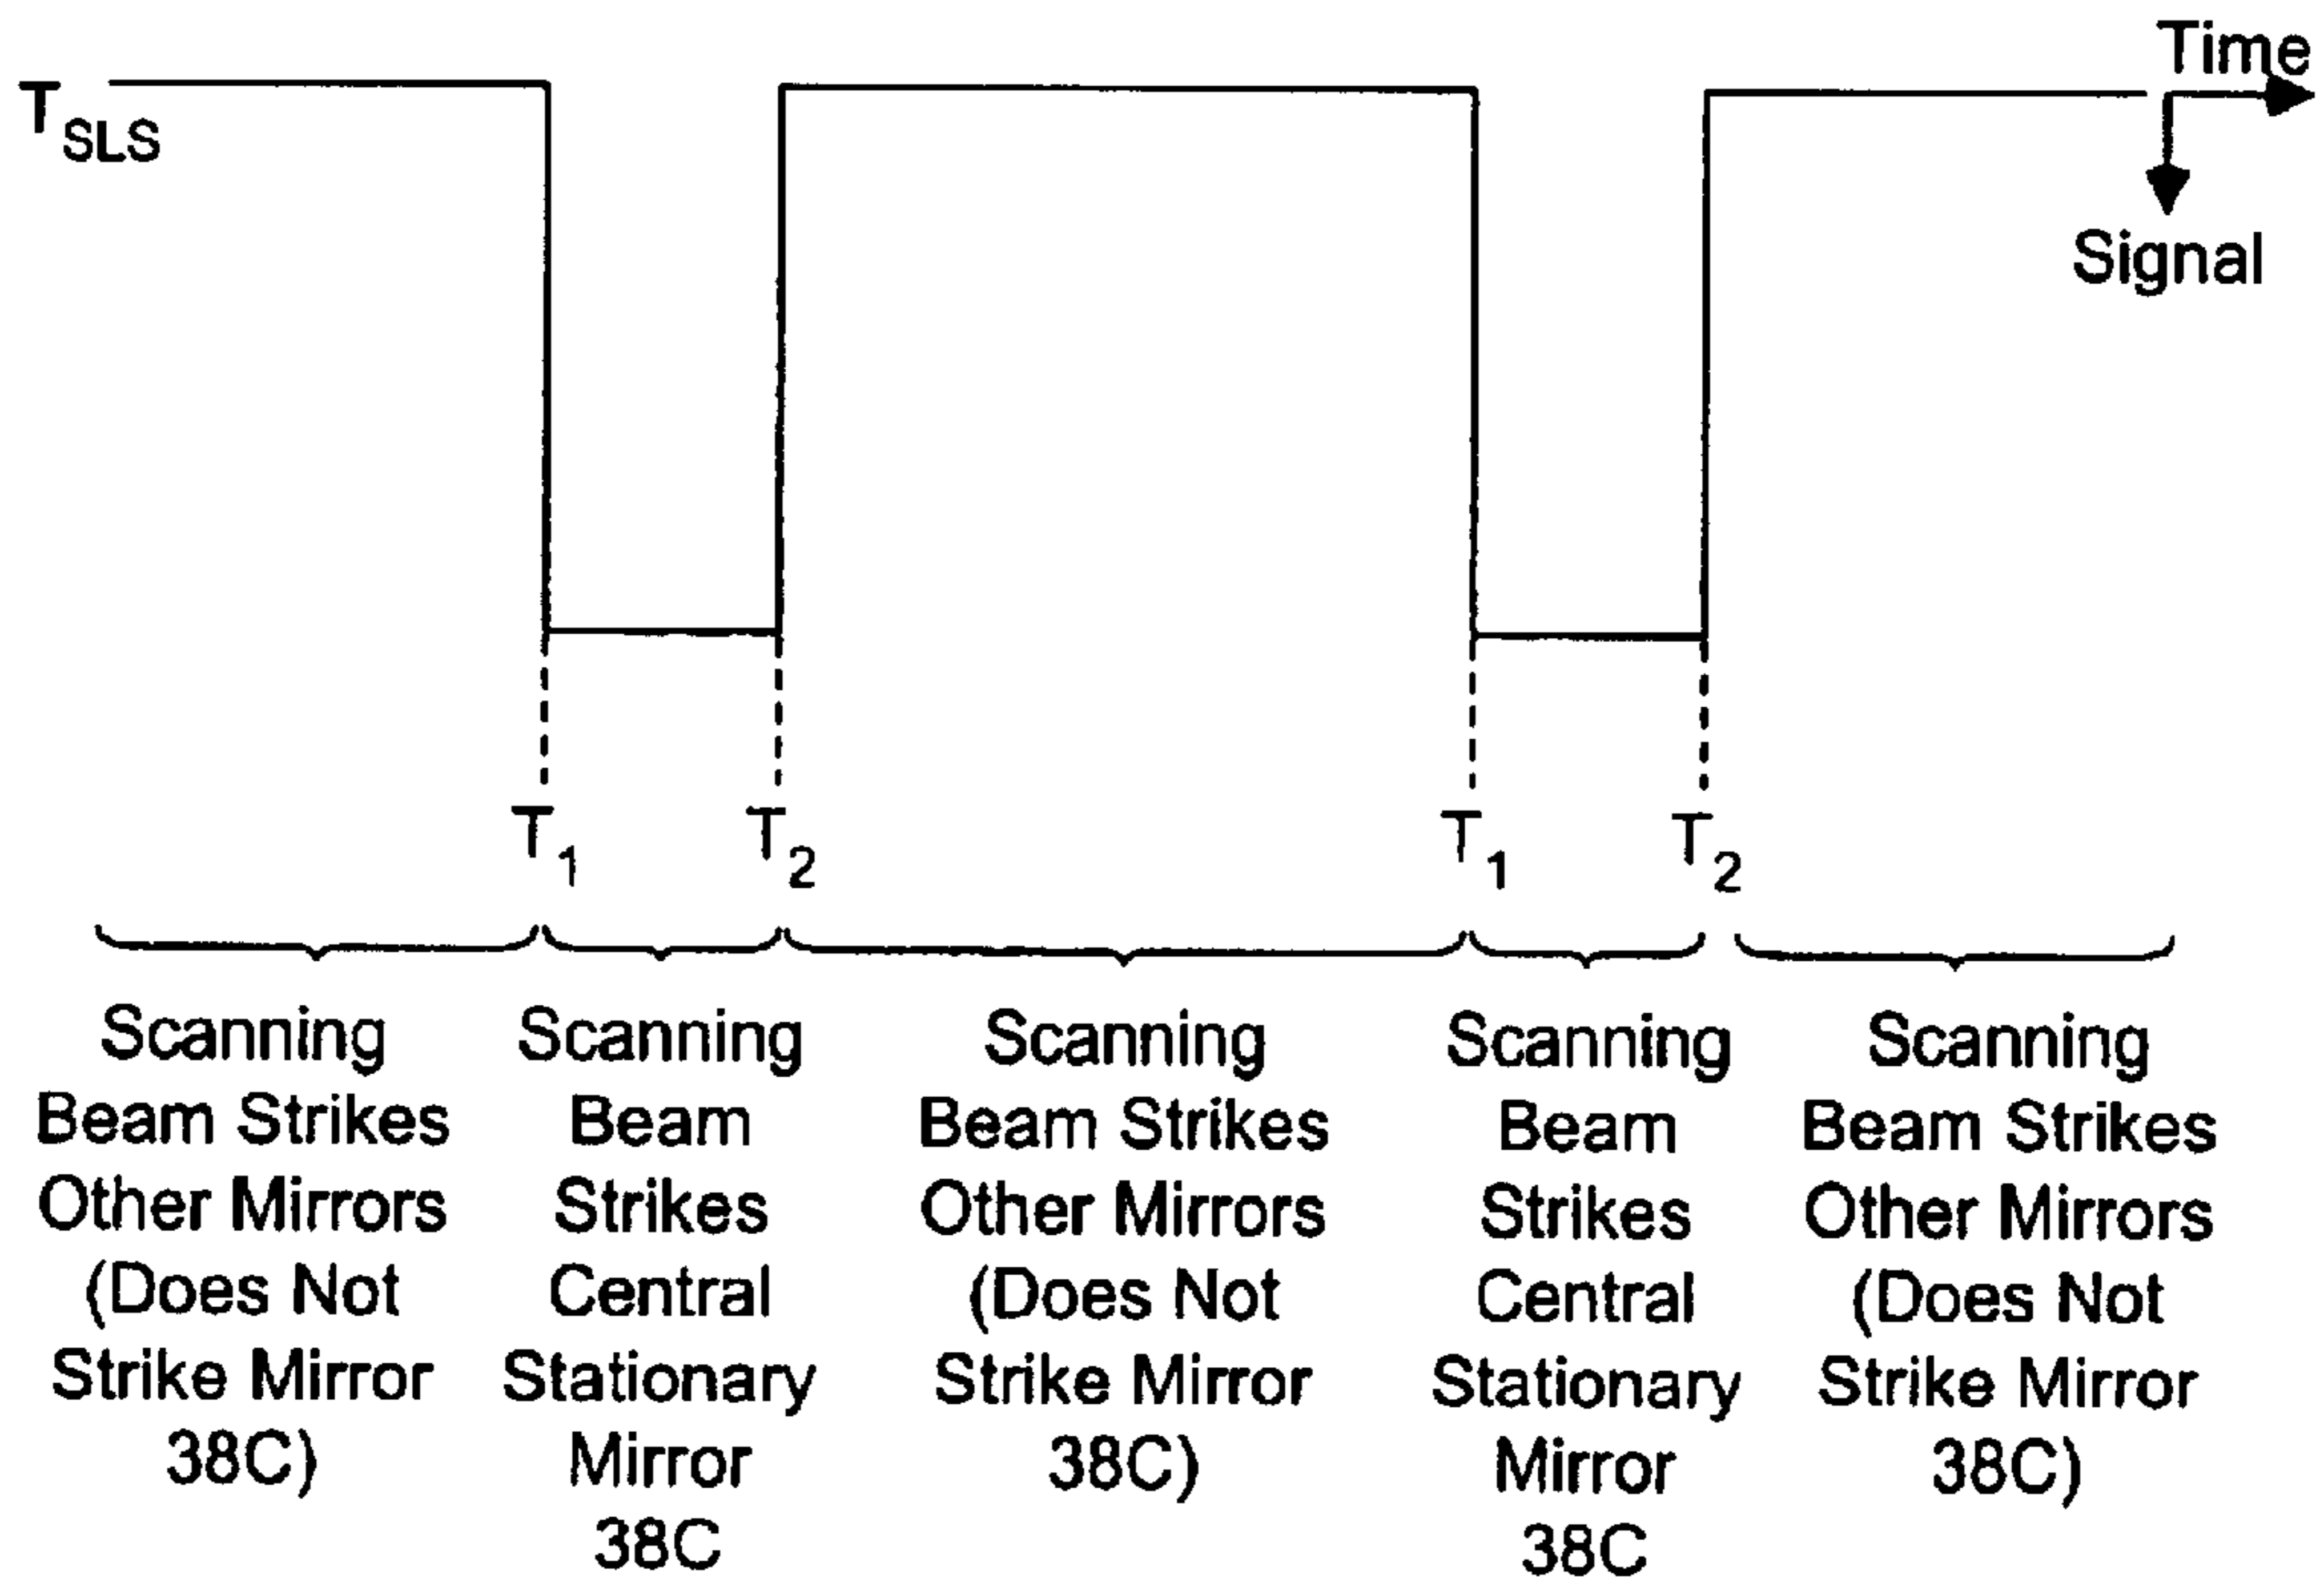 Time
T SLS
Signal
T1 T2 T1 T2
Scanning
Beam Strikes
Other Mirrors
(Does Not
Strike Mirror
38C)
Scanning
Beam
Strikes
Central
Stationary
Mirror
38C
Scanning
Beam Strikes
Other Mirrors
(Does Not
Strike Mirror
38C)
Scanning
Beam
Strikes
Central
Stationary
Mirror
38C
Scanning
Beam Strikes
Other Mirrors
(Does Not
Strike Mirror
38C)